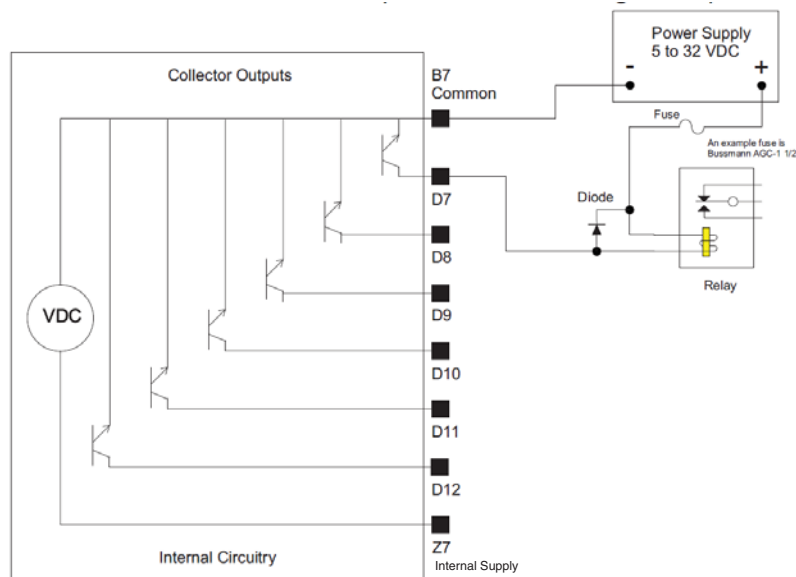 Collector Outputs
B7
Common
Power Supply
5 to 32 VDC
-
+
Fuse
An example fuse is
Bussmann AGC-1 1/2
D7
Diode
D8
Relay
D9
VDC
D10
D11
D12
Z7
Internal Supply
Internal Circuitry